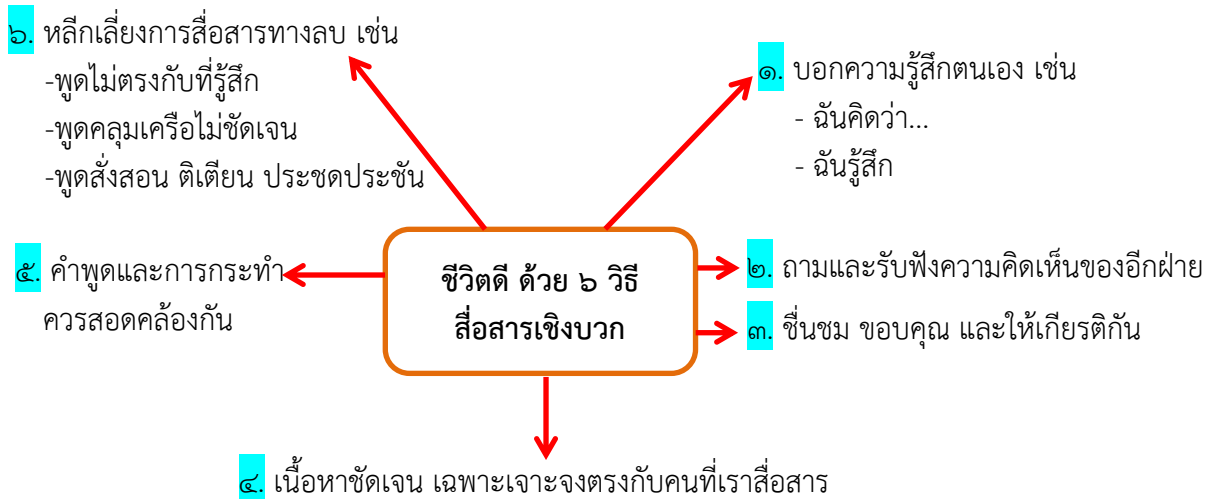 ชีวิตดี ด้วย ๖ วิธี
สื่อสารเชิงบวก
๑. บอกความรู้สึกตนเอง เช่น
- ฉันคิดว่า...
- ฉันรู้สึก
๒. ถามและรับฟังความคิดเห็นของอีกฝ่าย
๓. ชื่นชม ขอบคุณ และให้เกียรติกัน
๔. เนื้อหาชัดเจน เฉพาะเจาะจงตรงกับคนที่เราสื่อสาร
๕. คำพูดและการกระทำ
ควรสอดคล้องกัน
๖. หลีกเลี่ยงการสื่อสารทางลบ เช่น
-พูดไม่ตรงกับที่รู้สึก
-พูดคลุมเครือไม่ชัดเจน
-พูดสั่งสอน ติเตียน ประชดประชัน